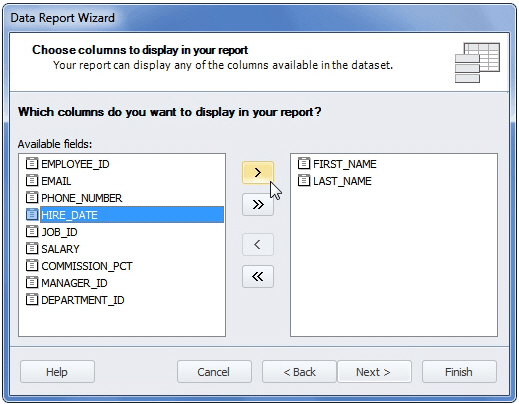 Data Report Wizard
Choose columns to display in your report
Your report can display any of the columns available in the dataset.
Which columns do you want to display in your report?
Available fields:
EMPLOYEE_ID
EMAIL
PHONE_NUMBER
HIRE_DATE
JOB_ID
SALARY
COMMISSION_PCT
MANAGER_ID
DEPARTMENT_ID
>
>>
<
<<
FIRST_NAME
LAST_NAME
Help
Cancel
< Back
Next >
Finish